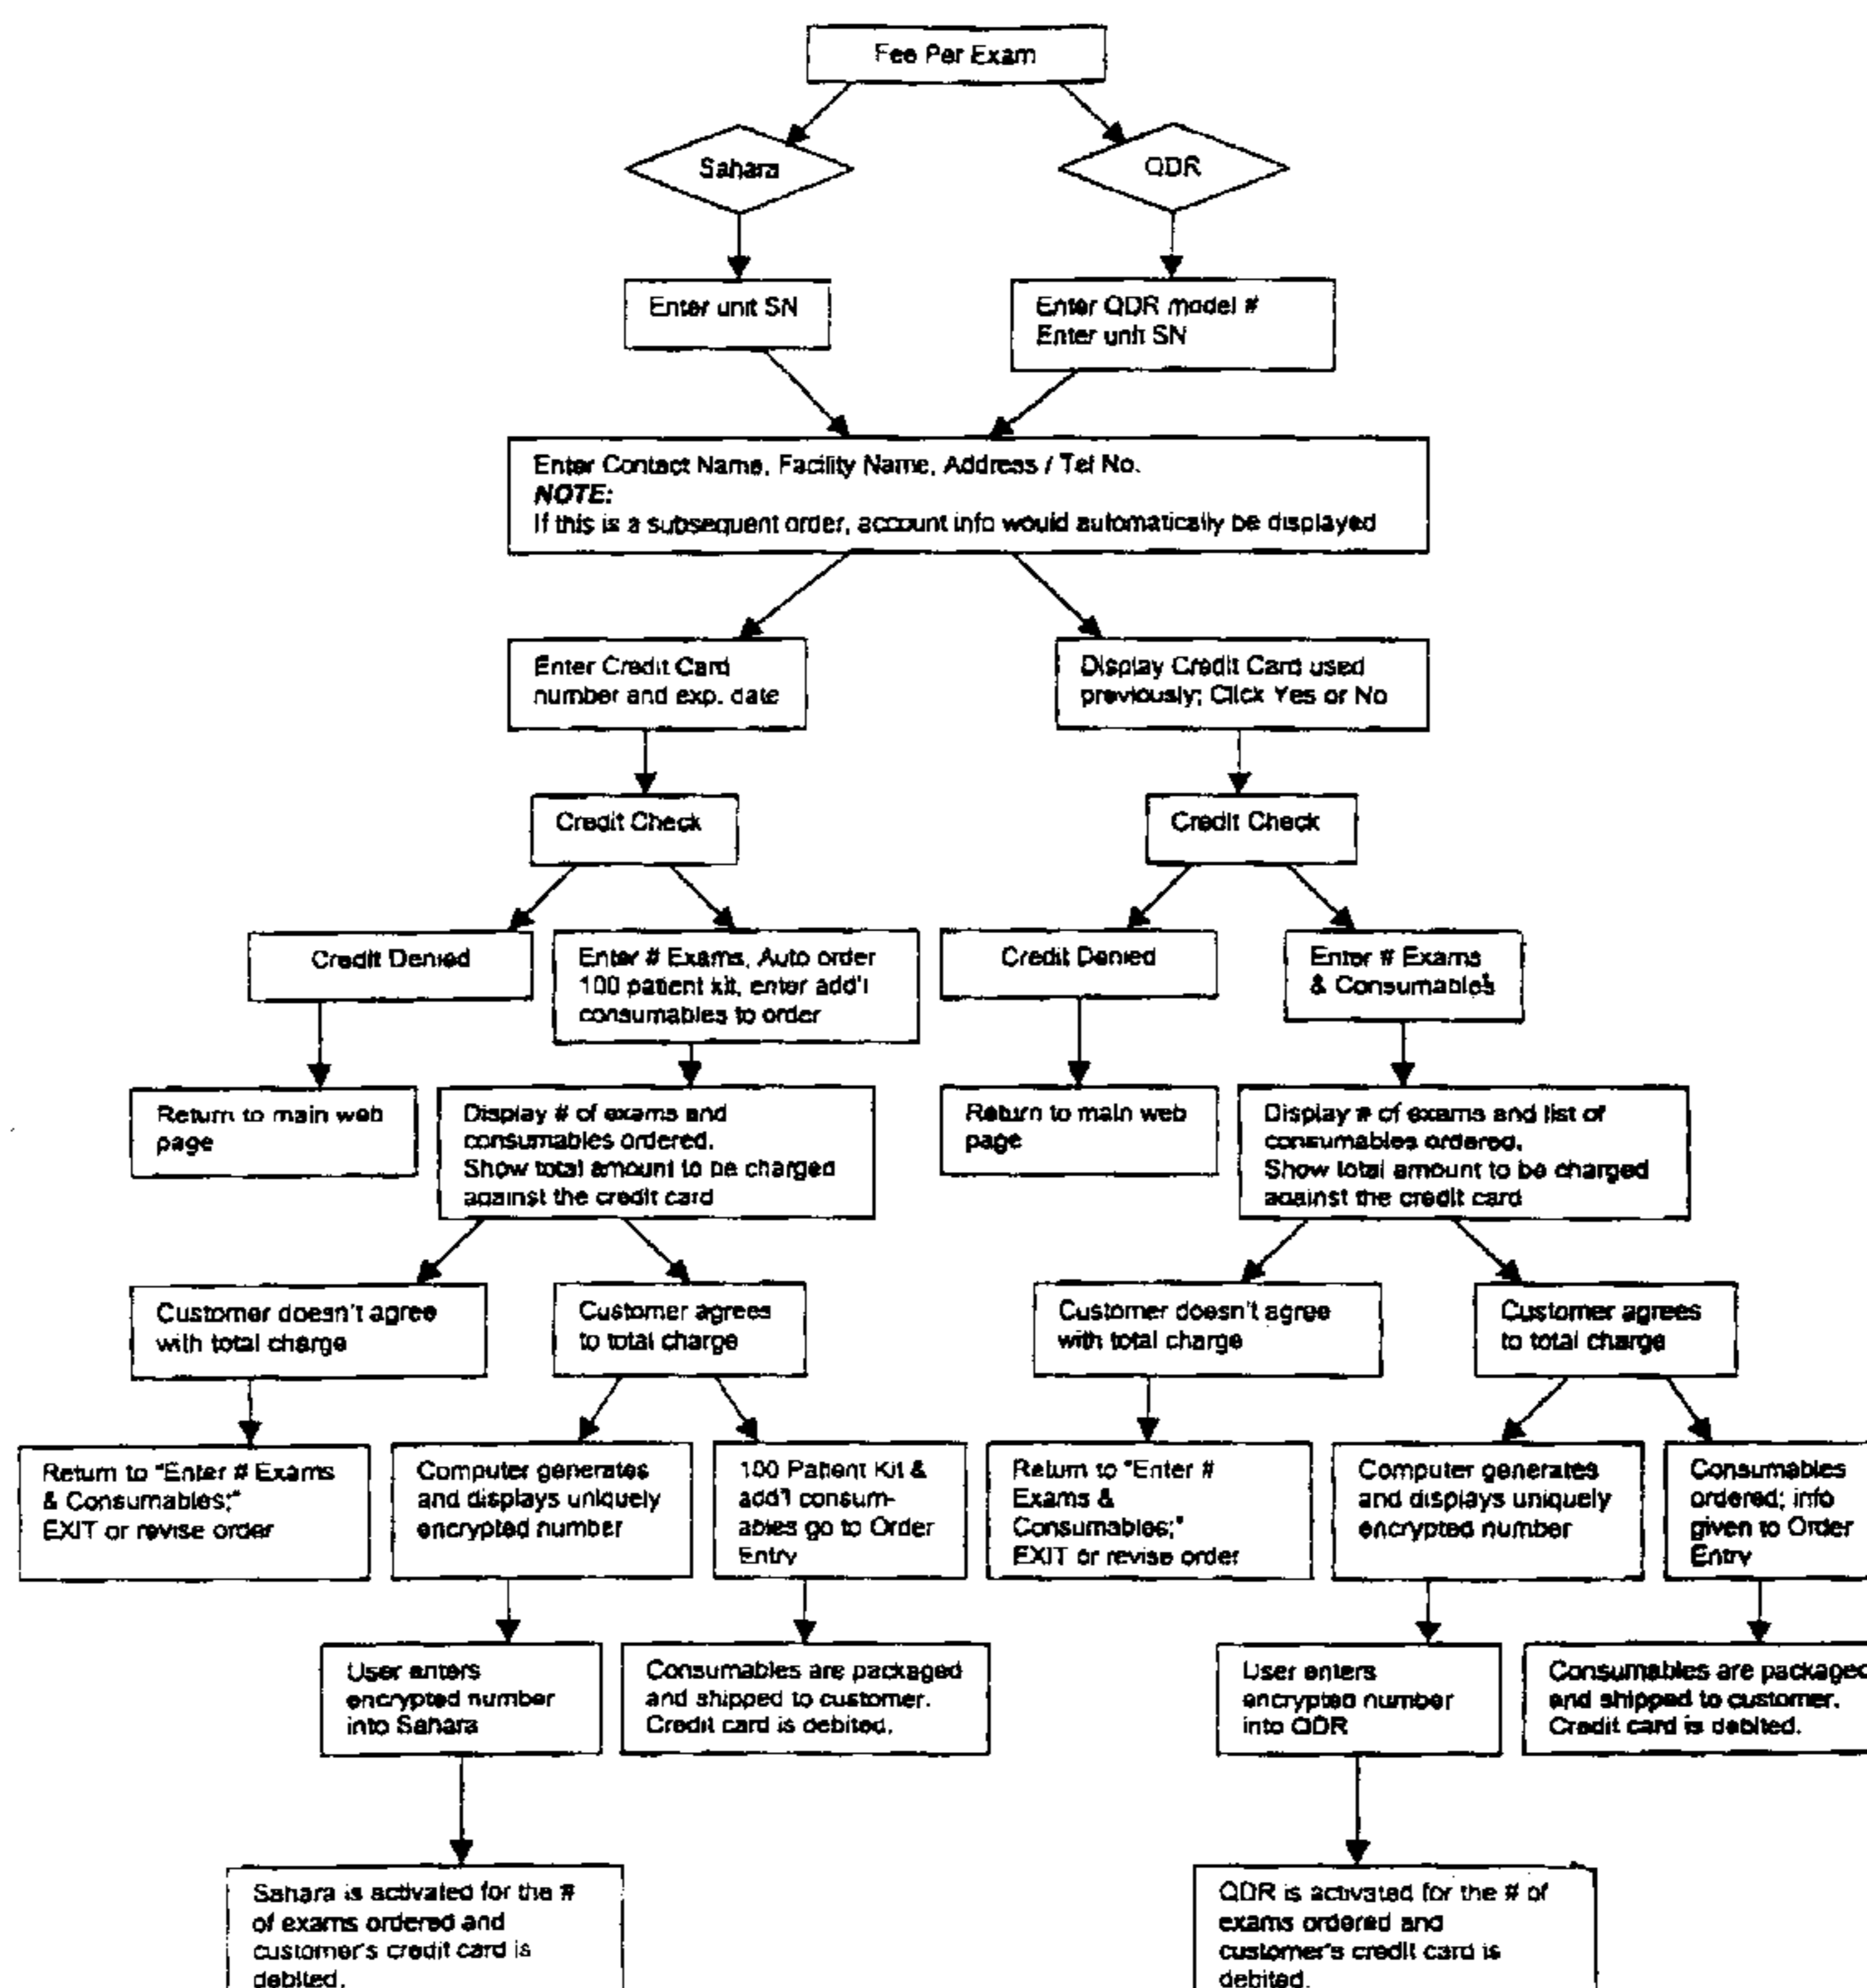 Fee Per Exam
Sahara
QDR
Enter unit SN
Enter QDR model #
Enter unit SN
Enter Contact Name, Facility Name, Address / Tel No.
NOTE:
If this is a subsequent order, account info would automatically be displayed
Enter Credit Card
number and exp. date
Display Credit Card used
previously; Click Yes or No
Credit Check
Credit Check
Credit Denied
Enter # Exams, Auto order
100 patient kit, enter add'l
consumables to order
Credit Denied
Enter # Exams
& Consumables
Return to main web
page
Display # of exams and
consumables ordered.
Show total amount to be charged
against the credit card
Return to main web
page
Display # of exams and list of
consumables ordered.
Show total amount to be charged
against the credit card
Customer doesn't agree
with total charge
Customer agrees
to total charge
Customer doesn't agree
with total charge
Customer agrees
to total charge
Return to "Enter # Exams
& Consumables;"
EXIT or revise order
Computer generates
and displays uniquely
encrypted number
100 Patient Kit &
add'l consum-
ables go to Order
Entry
Return to "Enter #
Exams &
Consumables;"
EXIT or revise order
Computer generates
and displays uniquely
encrypted number
Consumables
ordered; info
given to Order
Entry
User enters
encrypted number
into Sahara
Consumables are packaged
and shipped to customer.
Credit card is debited.
User enters
encrypted number
into QDR
Consumables are packaged
and shipped to customer.
Credit card is debited.
Sahara is activated for the #
of exams ordered and
customer's credit card is
debited.
QDR is activated for the # of
exams ordered and
customer's credit card is
debited.